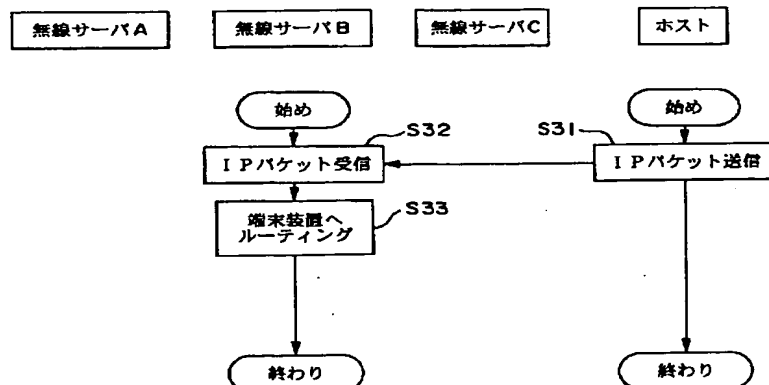 無線サーバA
無線サーバB
無線サーバC
ホスト
始め
始め
S32
S31
IPパケット受信
IPパケット送信
端末装置へ
ルーティング
S33
終わり
終わり